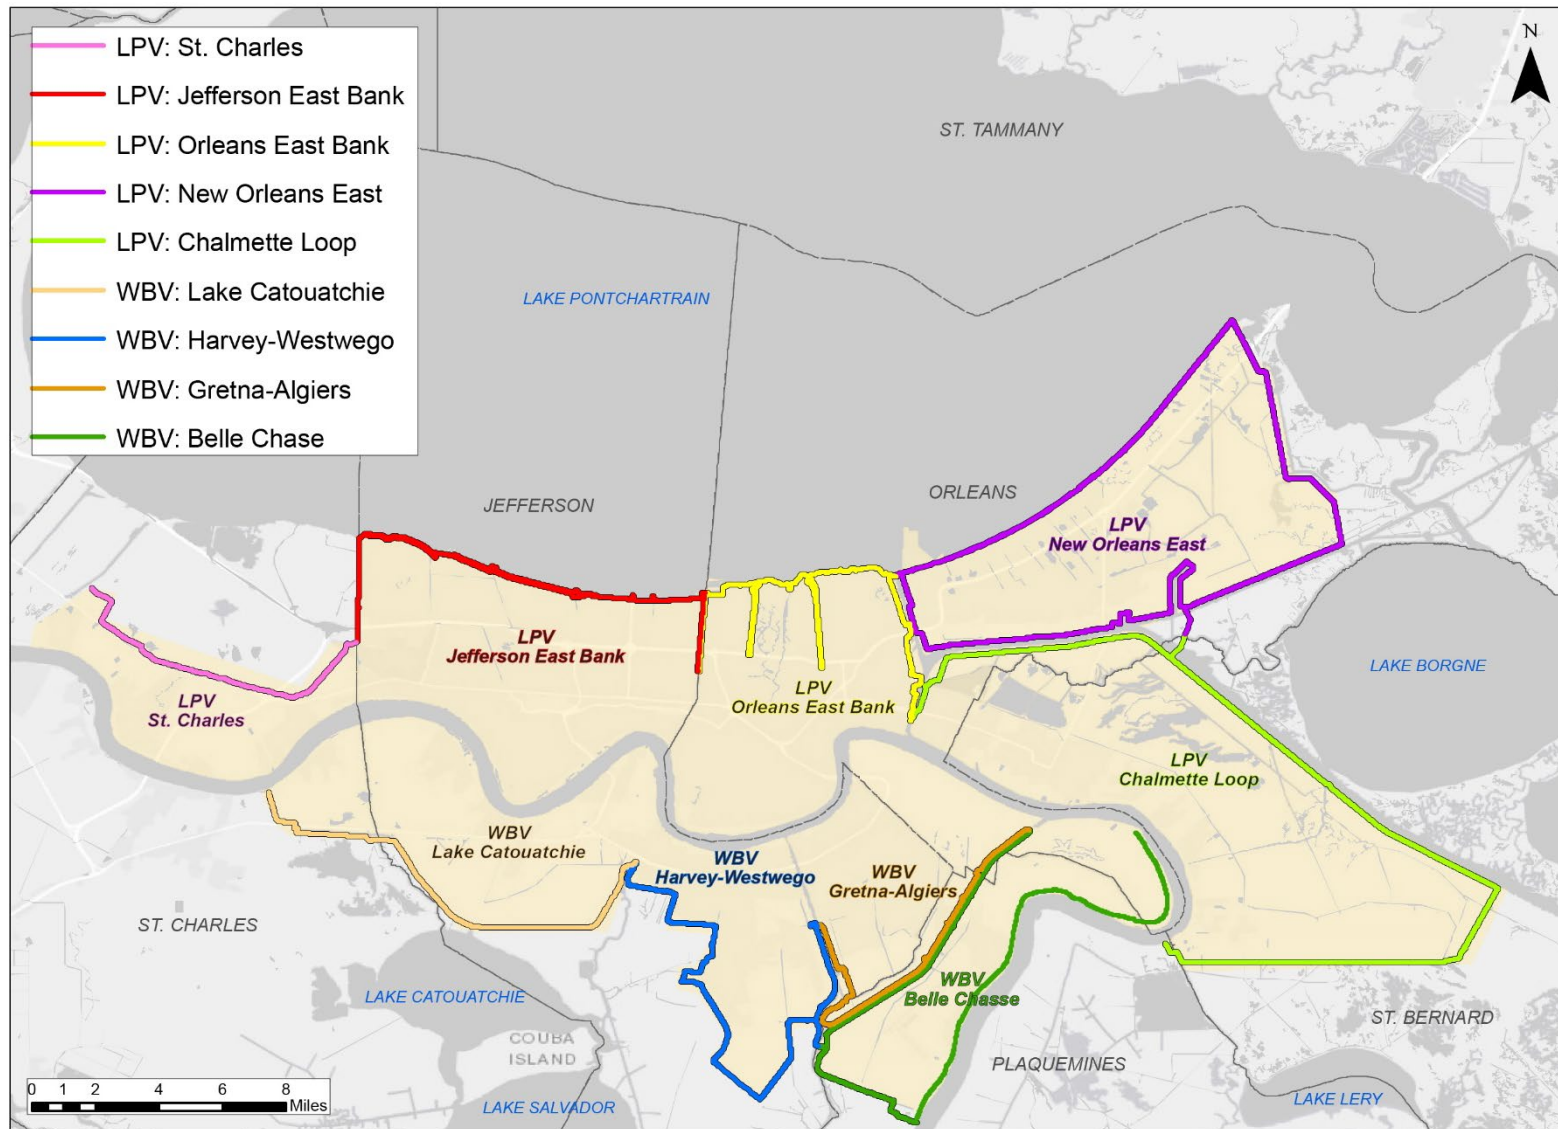 LPV: St. Charles
LPV: Jefferson East Bank
LPV: Orleans East Bank
LPV: New Orleans East
LPV: Chalmette Loop
WBV: Lake Catouatchie
WBV: Harvey-Westwego
WBV: Gretna-Algiers
WBV: Belle Chase
N
ST. TAMMANY
LAKE PONTCHARTRAIN
JEFFERSON
ORLEANS
LPV
New Orleans East
LPV
Jefferson East Bank
LAKE BORGNE
LPV
St. Charles
LPV
Orleans East Bank
LPV
Chalmette Loop
WBV
Lake Catouatchie
WBV
Harvey-Westwego
WBV
Gretna-Algiers
ST. CHARLES
WBV
Belle Chasse
LAKE CATOUATCHIE
ST. BERNARD
COUBA
ISLAND
PLAQUEMINES
0 1 2 4 6 8
Miles
LAKE SALVADOR
LAKE LERY